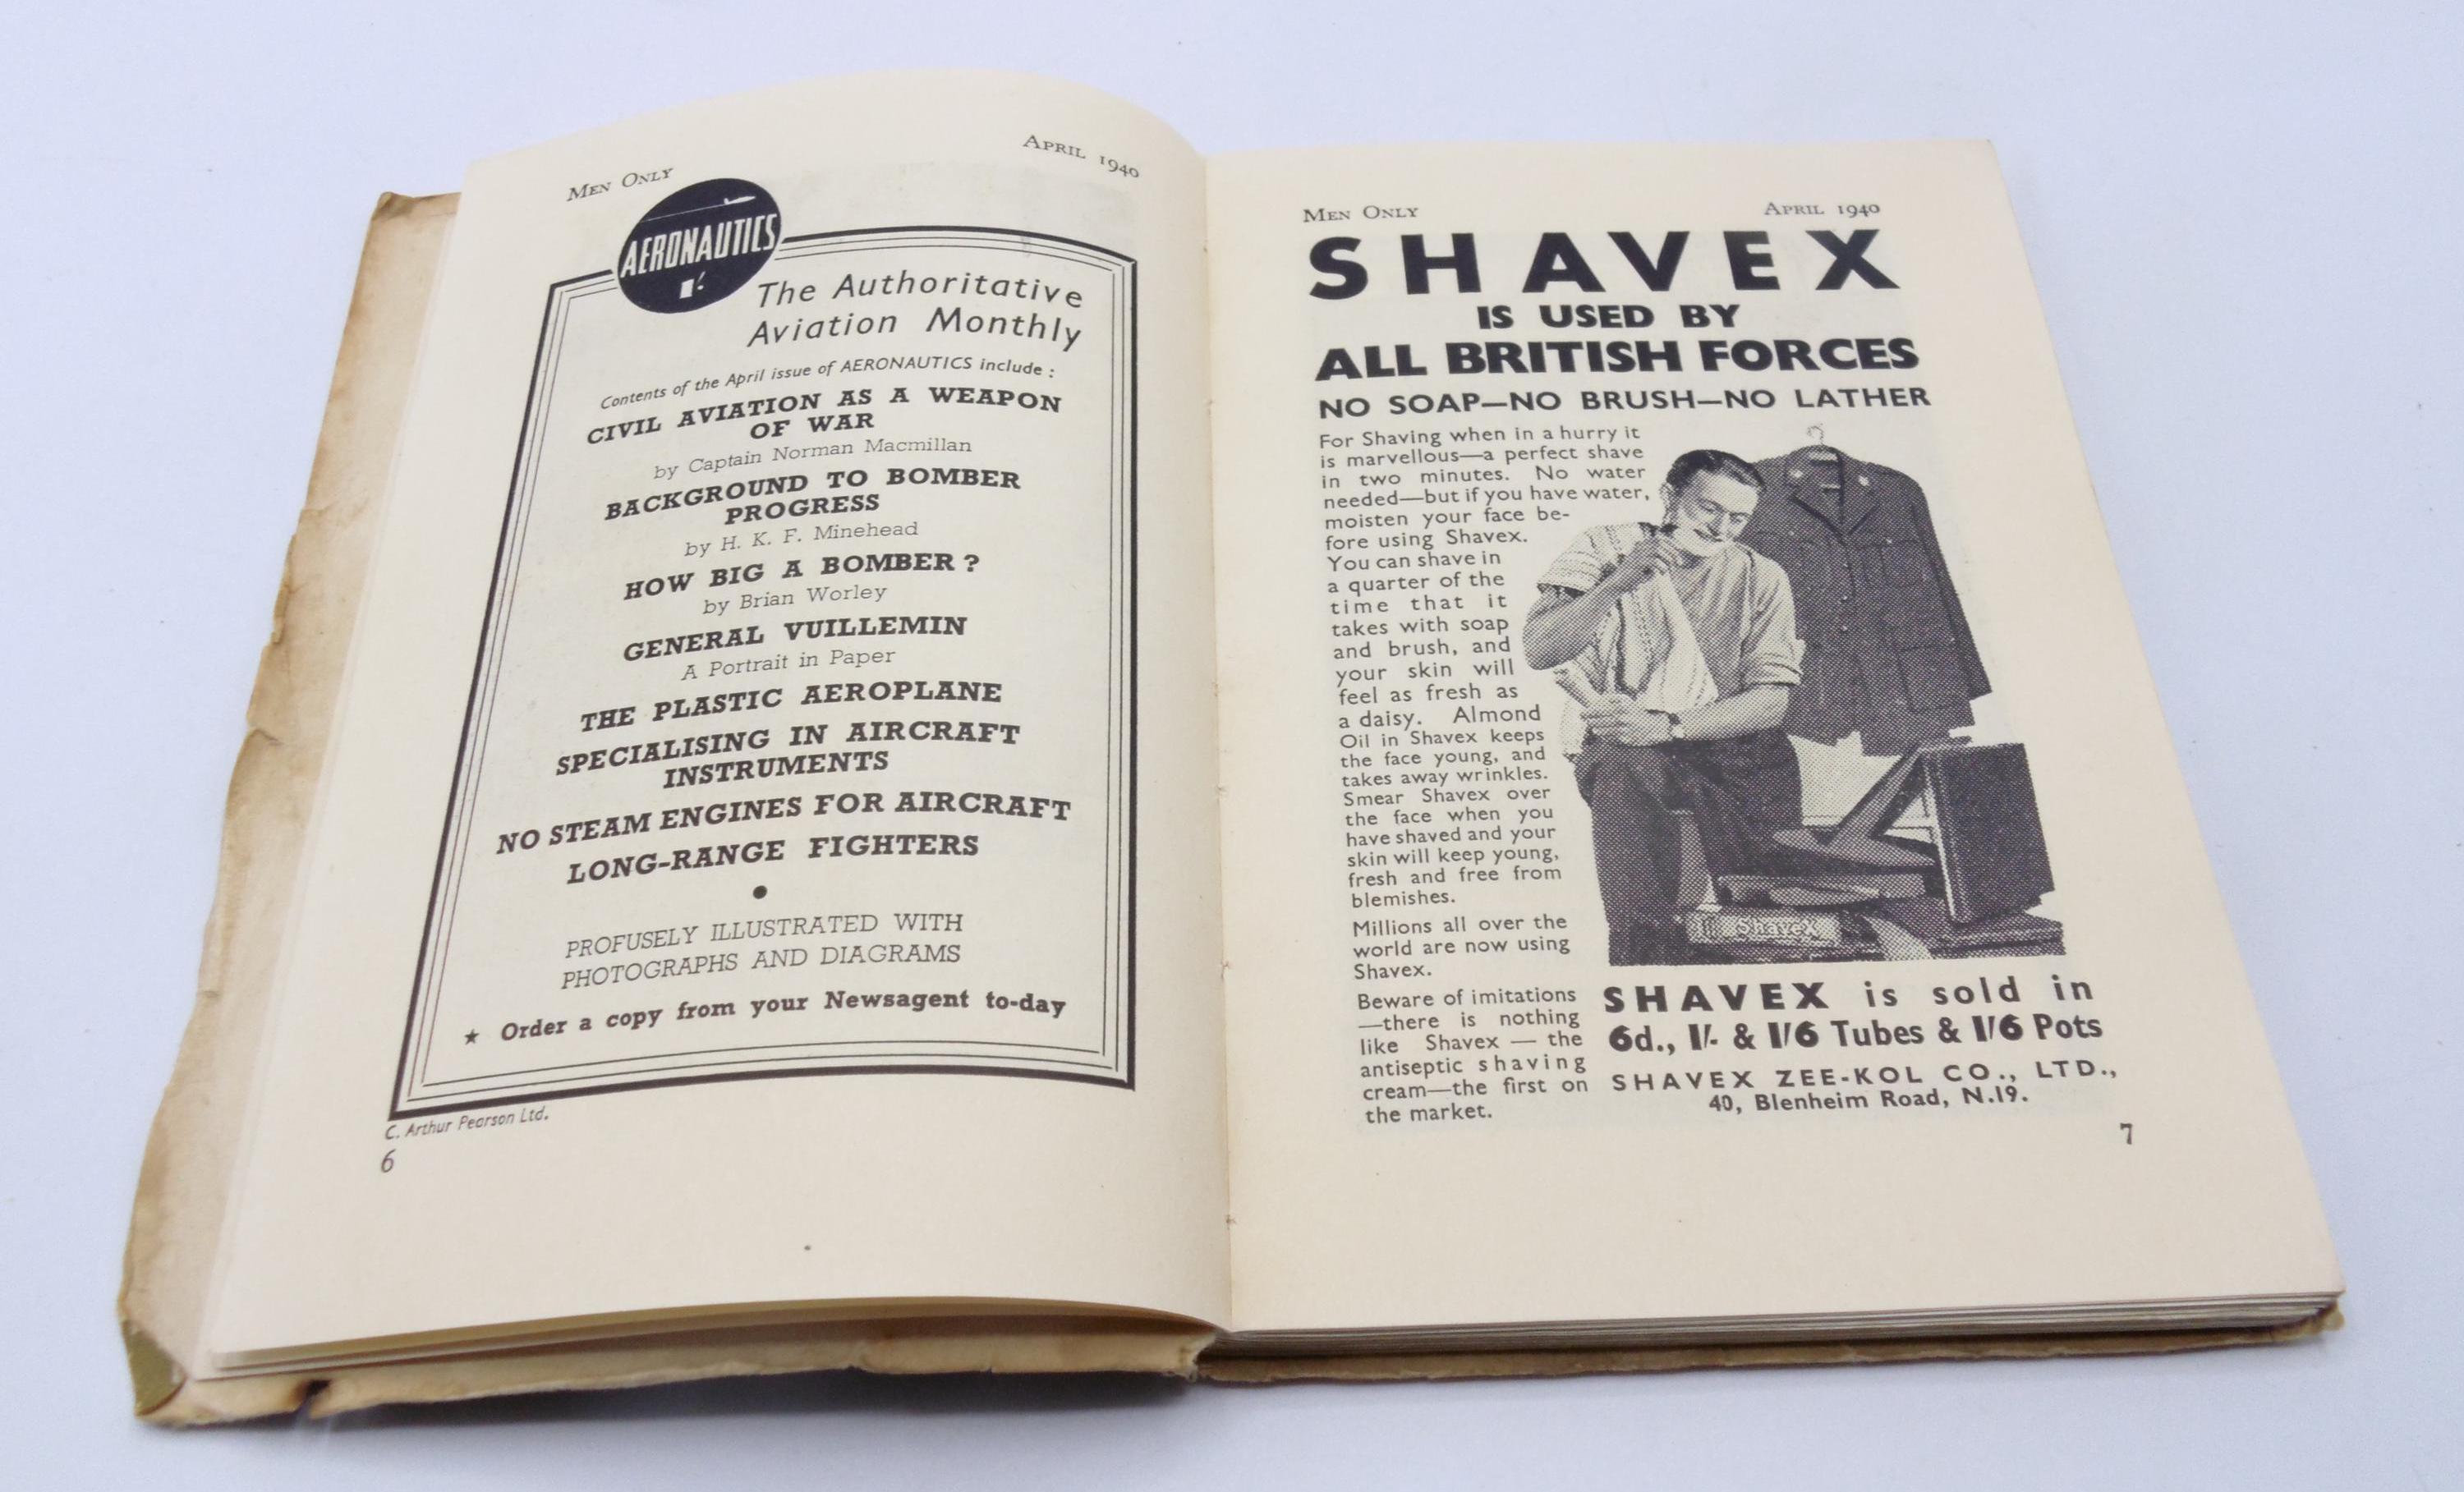 MEN ONLY
APRIL 1940
AERONAUTICS
1/-
The Authoritative
Aviation Monthly
Contents of the April issue of AERONAUTICS include :
CIVIL AVIATION AS A WEAPON
OF WAR
by Captain Norman Macmillan
BACKGROUND TO BOMBER
PROGRESS
by H. K. F. Minehead
HOW BIG A BOMBER ?
by Brian Worley
GENERAL VUILLEMIN
A Portrait in Paper
THE PLASTIC AEROPLANE
SPECIALISING IN AIRCRAFT
INSTRUMENTS
NO STEAM ENGINES FOR AIRCRAFT
LONG-RANGE FIGHTERS
PROFUSELY ILLUSTRATED WITH
PHOTOGRAPHS AND DIAGRAMS
★ Order a copy from your Newsagent to-day
C. Arthur Pearson Ltd.
6
MEN ONLY
APRIL 1940
SHAVEX
IS USED BY
ALL BRITISH FORCES
NO SOAP—NO BRUSH—NO LATHER
For Shaving when in a hurry it
is marvellous—a perfect shave
in two minutes. No water
needed—but if you have water,
moisten your face be-
fore using Shavex.
You can shave in
a quarter of the
time that it
takes with soap
and brush, and
your skin will
feel as fresh as
a daisy. Almond
Oil in Shavex keeps
the face young, and
takes away wrinkles.
Smear Shavex over
the face when you
have shaved and your
skin will keep young,
fresh and free from
blemishes.
Millions all over the
world are now using
Shavex.
Beware of imitations
—there is nothing
like Shavex — the
antiseptic shaving
cream—the first on
the market.
Shavex
SHAVEX is sold in
6d., 1/- & 1/6 Tubes & 1/6 Pots
SHAVEX ZEE-KOL CO., LTD.,
40, Blenheim Road, N.19.
7